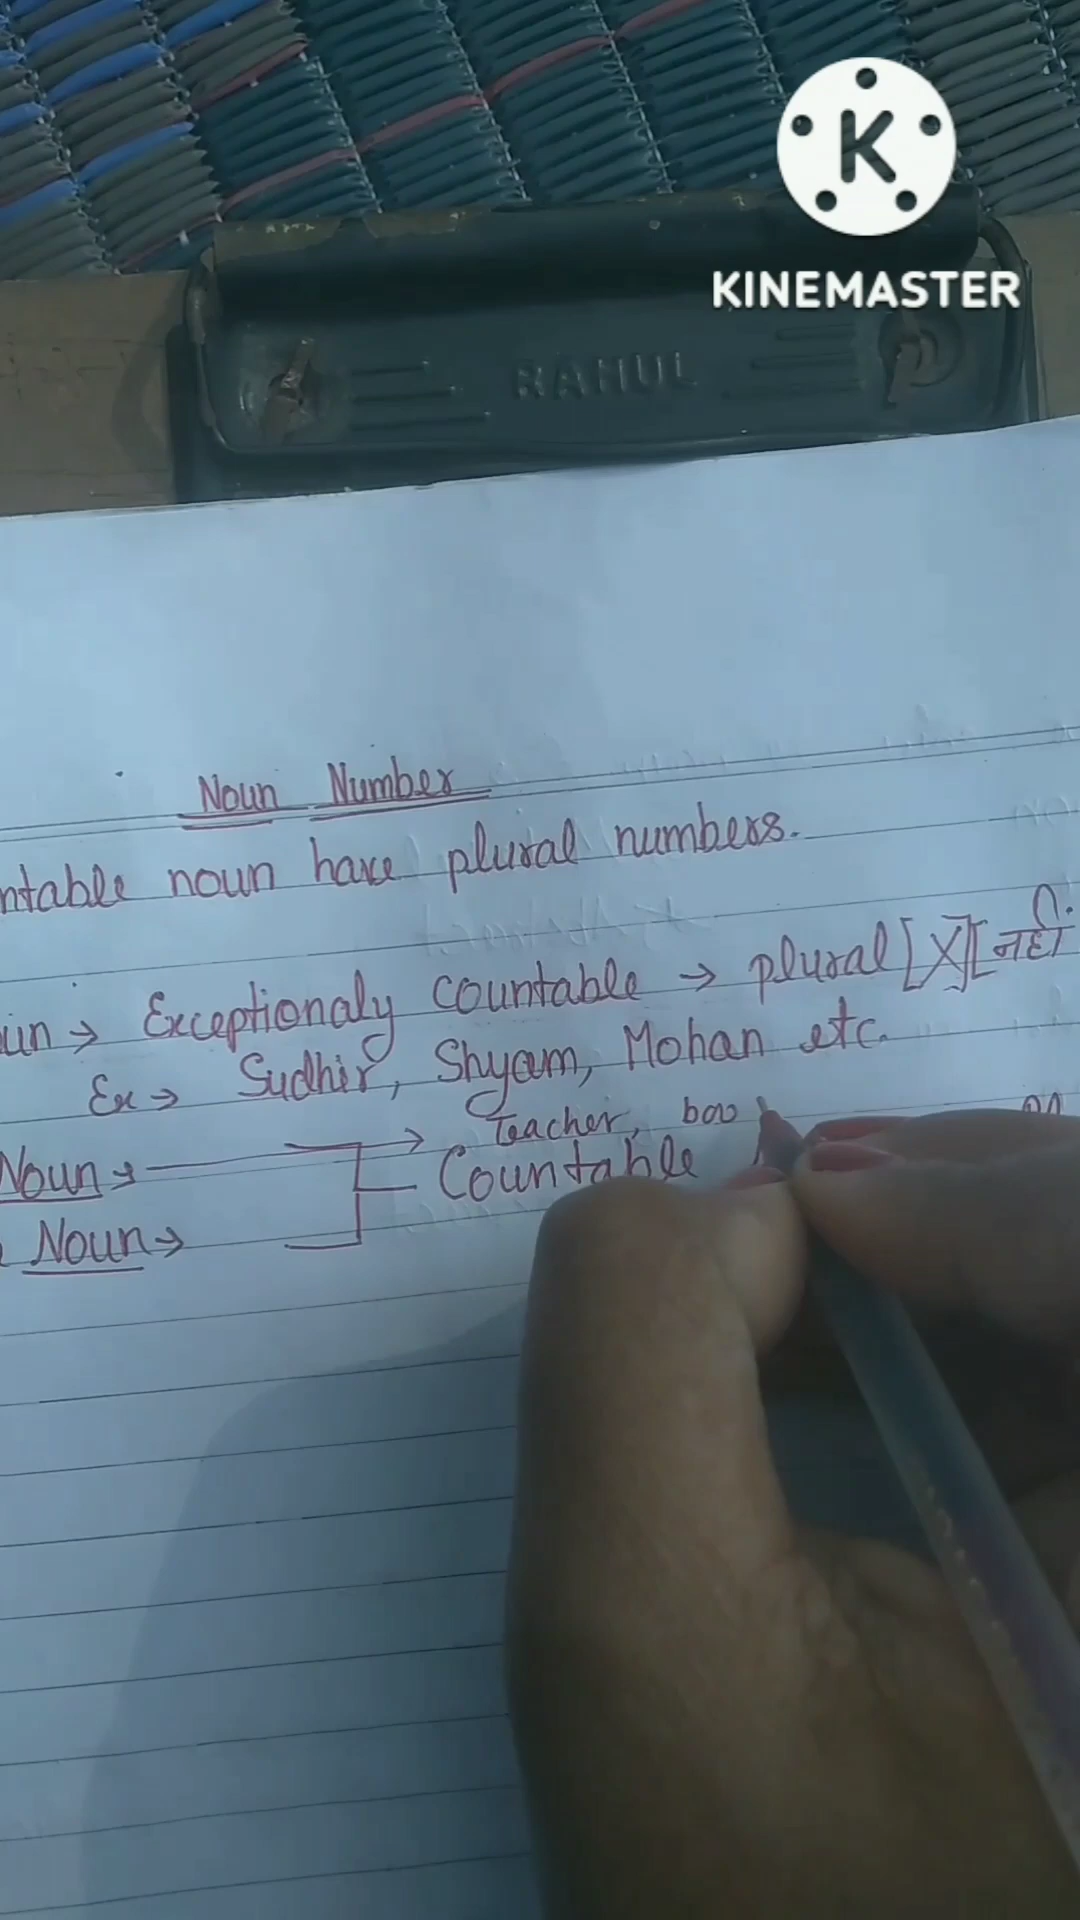 KINEMASTER
RAHUL
Noun Number
ntable noun have plural numbers.
un → Exceptionaly countable → plural [X][नहीं
Ex → Sudhir, Shyam, Mohan etc.
Teacher, boo
Noun →
Countable
Noun →